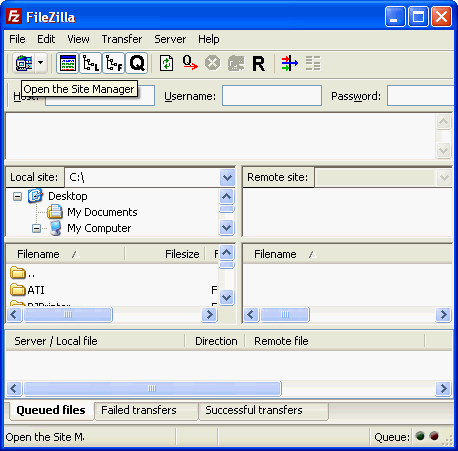 FileZilla
File Edit View Transfer Server Help
L F Q R
Open the Site Manager
Host: Username: Password:
Local site: C:\ Remote site:
Desktop
My Documents
My Computer
Filename Filesize F Filename
..
ATI F
Server / Local file Direction Remote file
Queued files Failed transfers Successful transfers
Open the Site Ma Queue: